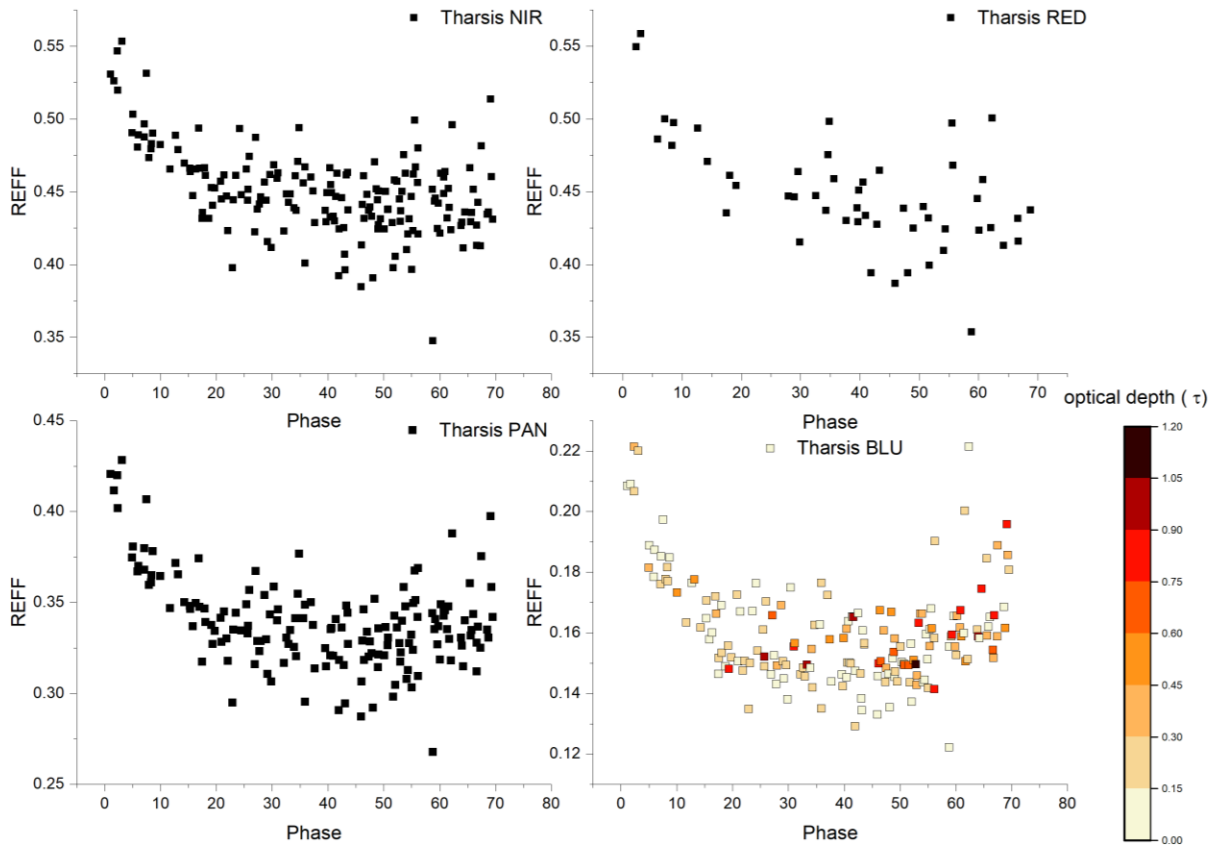 Tharsis NIR
0.55
0.50
0.45
0.40
0.35
REFF
0 10 20 30 40 50 60 70 80
Phase
Tharsis RED
0.55
0.50
0.45
0.40
0.35
REFF
0 10 20 30 40 50 60 70 80
Phase
Tharsis PAN
0.45
0.40
0.35
0.30
0.25
REFF
0 10 20 30 40 50 60 70 80
Phase
Tharsis BLU
0.22
0.20
0.18
0.16
0.14
0.12
REFF
0 10 20 30 40 50 60 70 80
Phase
optical depth ( τ)
1.20
1.05
0.90
0.75
0.60
0.45
0.30
0.15
0.00